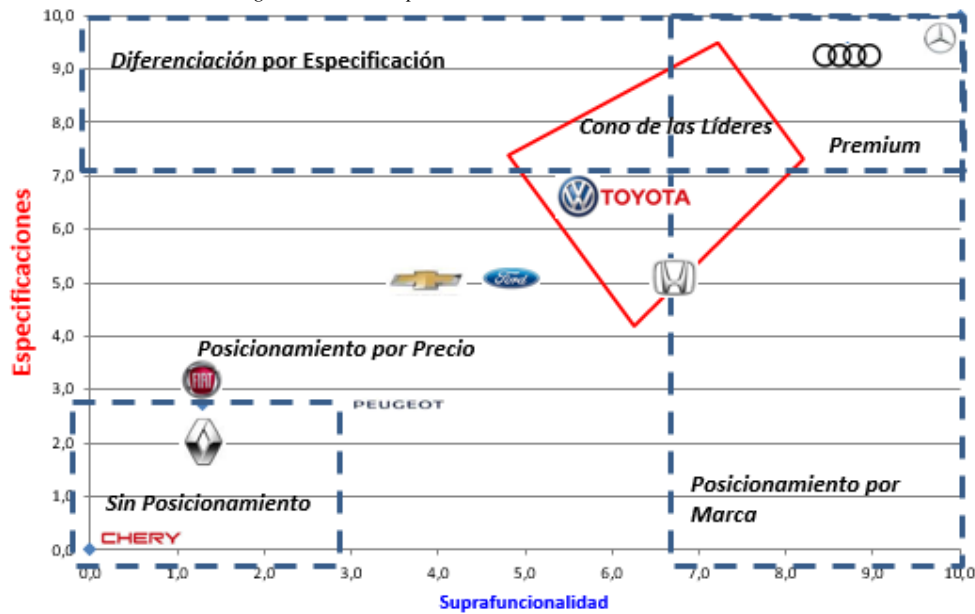 10,0
9,0
8,0
7,0
6,0
5,0
4,0
3,0
2,0
1,0
0,0
Especificaciones
Diferenciación por Especificación
Cono de las Líderes
Premium
TOYOTA
Ford
Posicionamiento por Precio
FIAT
PEUGEOT
Sin Posicionamiento
CHERY
Posicionamiento por
Marca
0,0 1,0 2,0 3,0 4,0 5,0 6,0 7,0 8,0 9,0 10,0
Suprafuncionalidad